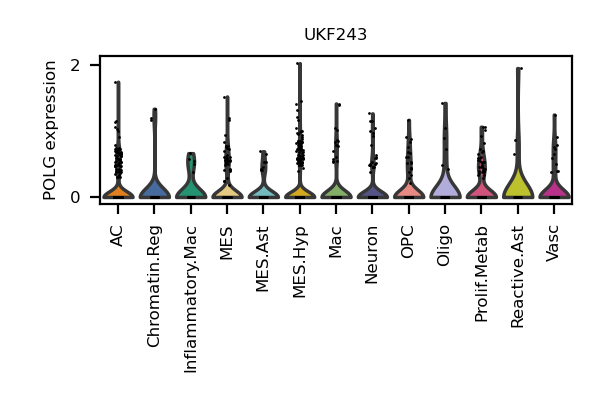 UKF243
POLG expression
2
0
AC
Chromatin.Reg
Inflammatory.Mac
MES
MES.Ast
MES.Hyp
Mac
Neuron
OPC
Oligo
Prolif.Metab
Reactive.Ast
Vasc